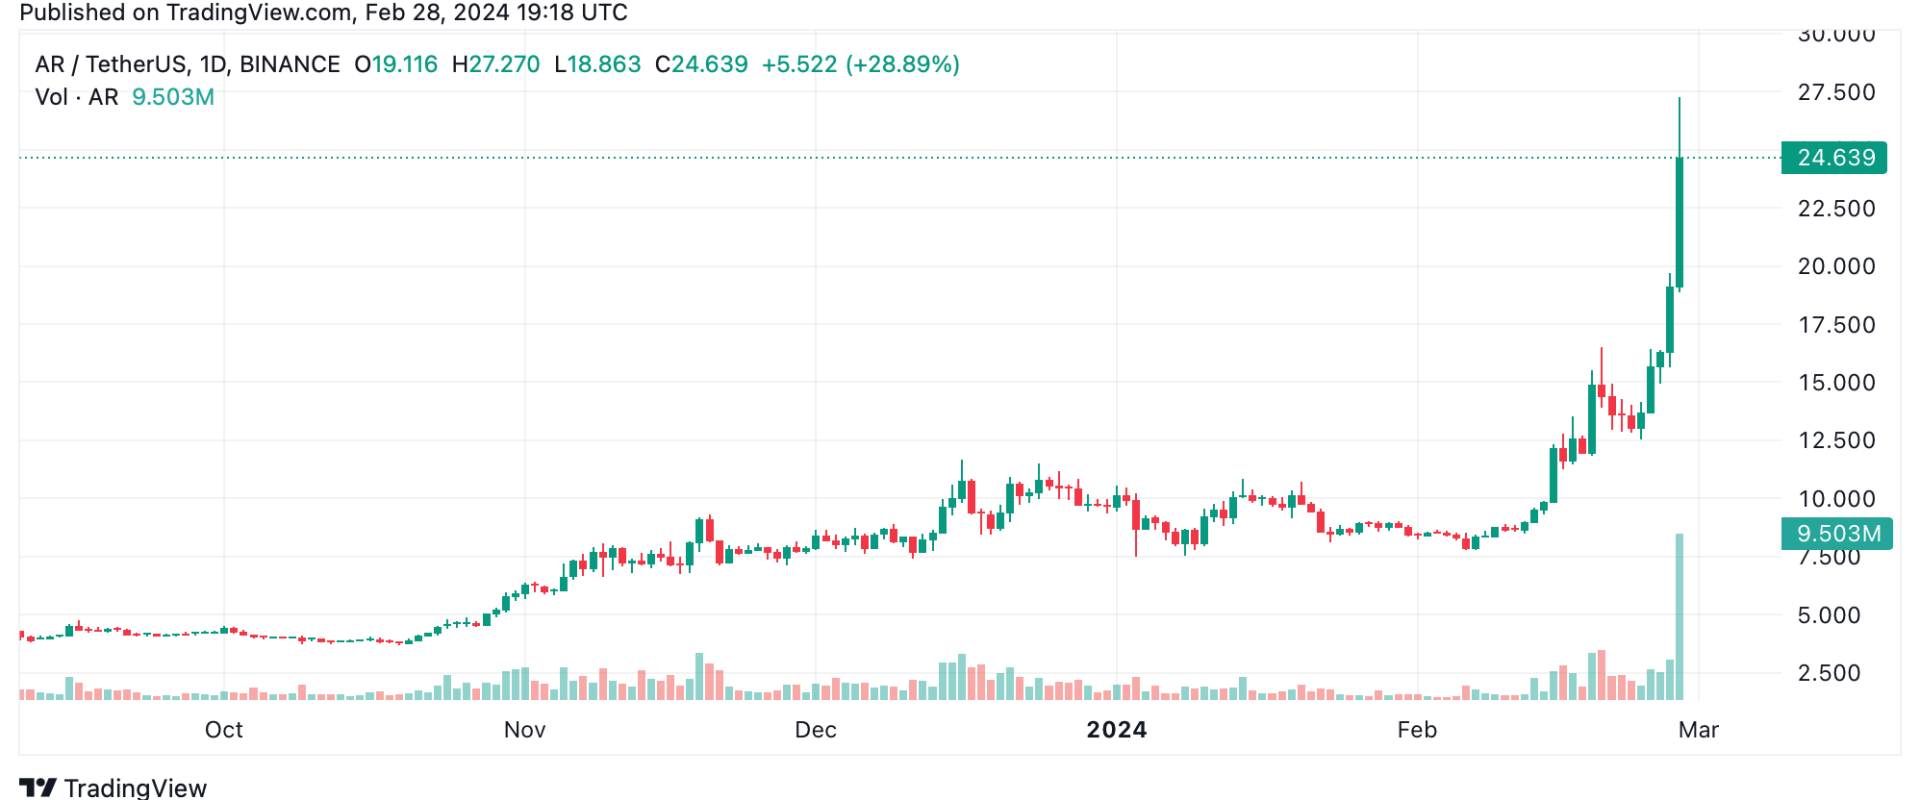 Published on TradingView.com, Feb 28, 2024 19:18 UTC
AR / TetherUS, 1D, BINANCE O19.116 H27.270 L18.863 C24.639 +5.522 (+28.89%)
Vol · AR 9.503M
30.000
27.500
24.639
22.500
20.000
17.500
15.000
12.500
10.000
9.503M
7.500
5.000
2.500
Oct Nov Dec 2024 Feb Mar
TradingView